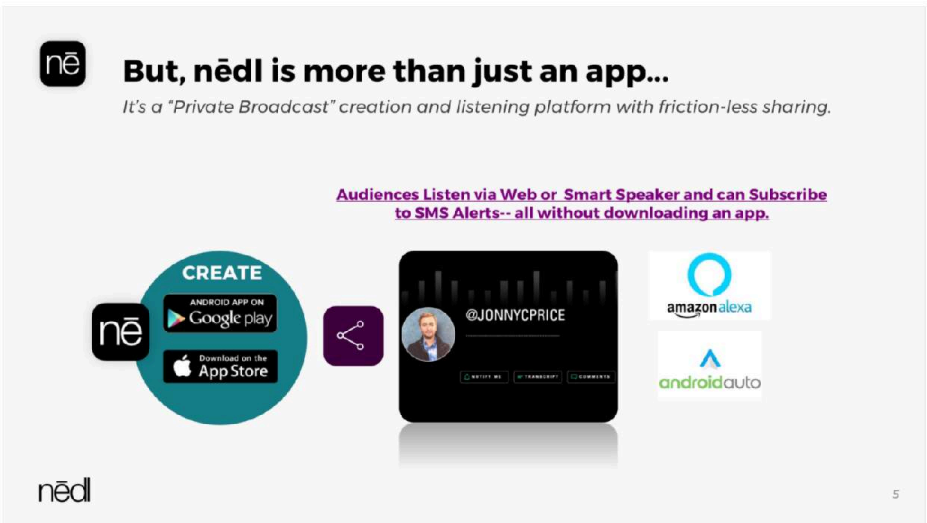 nē
But, nēdl is more than just an app...
It's a "Private Broadcast" creation and listening platform with friction-less sharing.
Audiences Listen via Web or Smart Speaker and can Subscribe
to SMS Alerts-- all without downloading an app.
CREATE
ANDROID APP ON
Google play
Download on the
App Store
nē
@JONNYCPRICE
NOTIFY ME
TRANSCRIPT
COMMENTS
amazon alexa
androidauto
nēdl
5